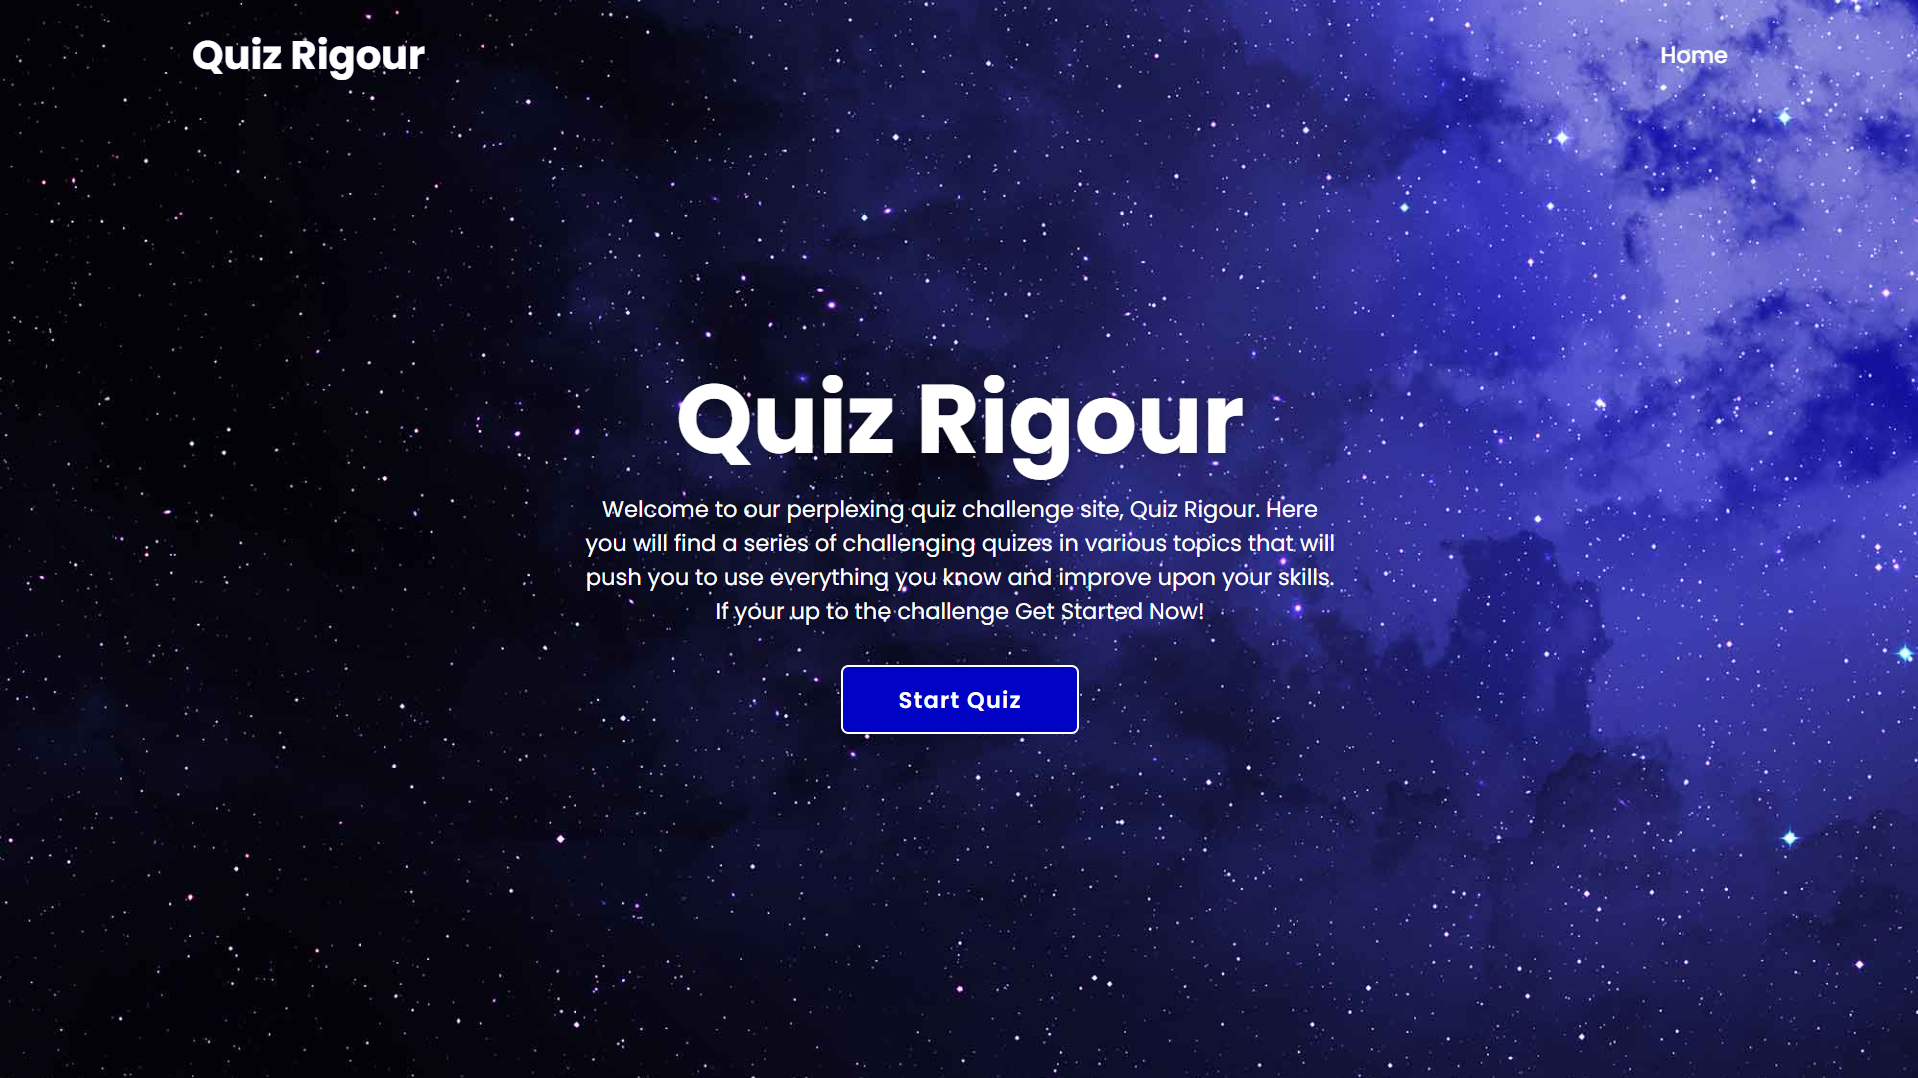 Quiz Rigour
Home
Quiz Rigour
Welcome to our perplexing quiz challenge site, Quiz Rigour. Here
you will find a series of challenging quizes in various topics that will
push you to use everything you know and improve upon your skills.
If your up to the challenge Get Started Now!
Start Quiz